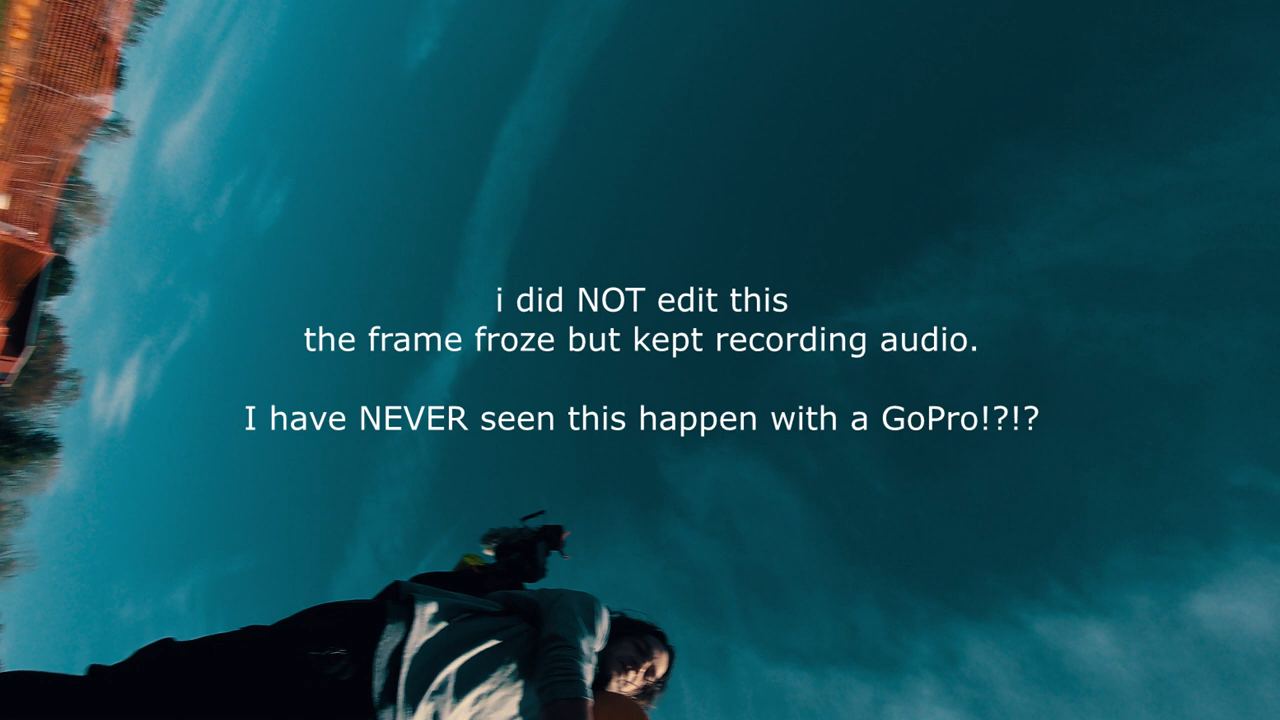 i did NOT edit this
the frame froze but kept recording audio.
I have NEVER seen this happen with a GoPro!?!?